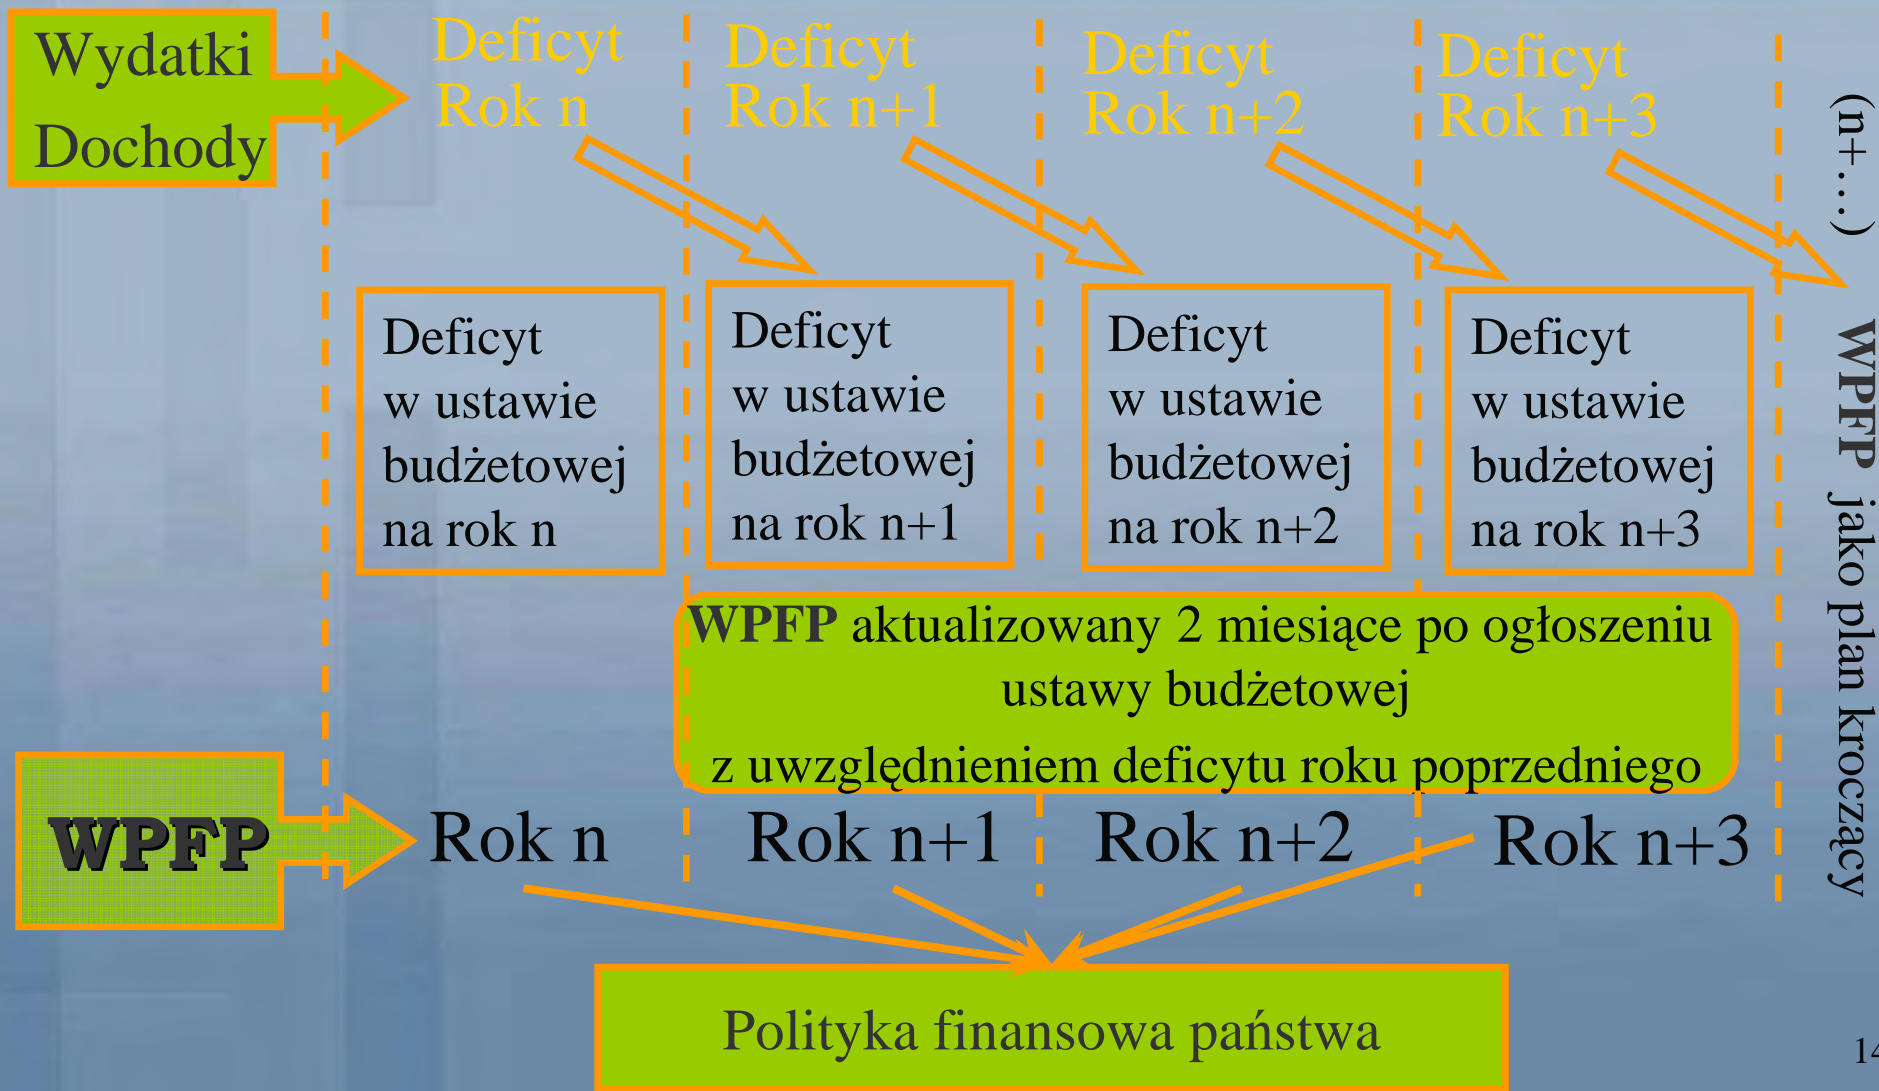 Wydatki
Dochody
Deficyt
Rok n
Deficyt
Rok n+1
Deficyt
Rok n+2
Deficyt
Rok n+3
Deficyt
w ustawie
budżetowej
na rok n
Deficyt
w ustawie
budżetowej
na rok n+1
Deficyt
w ustawie
budżetowej
na rok n+2
Deficyt
w ustawie
budżetowej
na rok n+3
WPFP aktualizowany 2 miesiące po ogłoszeniu
ustawy budżetowej
z uwzględnieniem deficytu roku poprzedniego
WPFP
Rok n
Rok n+1
Rok n+2
Rok n+3
Polityka finansowa państwa
(n+…) WPFP jako plan kroczący
14